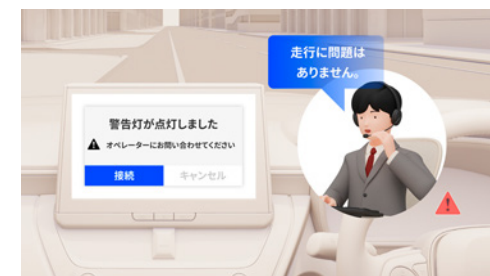 走行に問題は
ありません。
警告灯が点灯しました
オペレーターにお問い合わせてください
接続
キャンセル